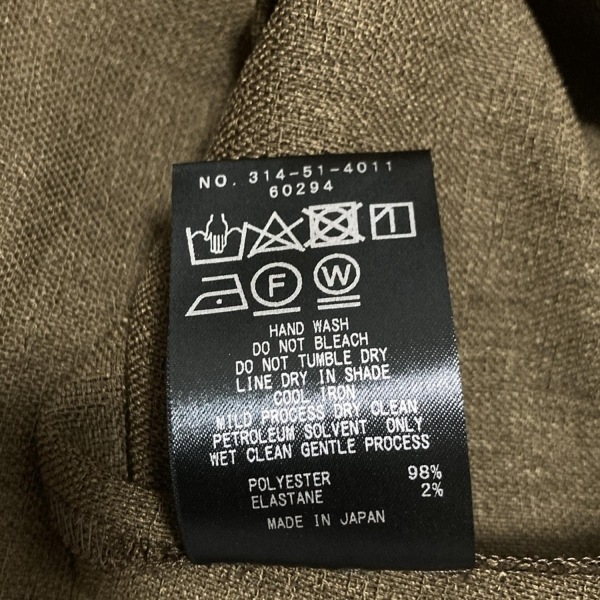 NO. 314-51-4011
60294
F W
HAND WASH
DO NOT BLEACH
DO NOT TUMBLE DRY
LINE DRY IN SHADE
COOL IRON
MILD PROCESS DRY CLEAN
PETROLEUM SOLVENT ONLY
WET CLEAN GENTLE PROCESS
POLYESTER 98%
ELASTANE 2%
MADE IN JAPAN